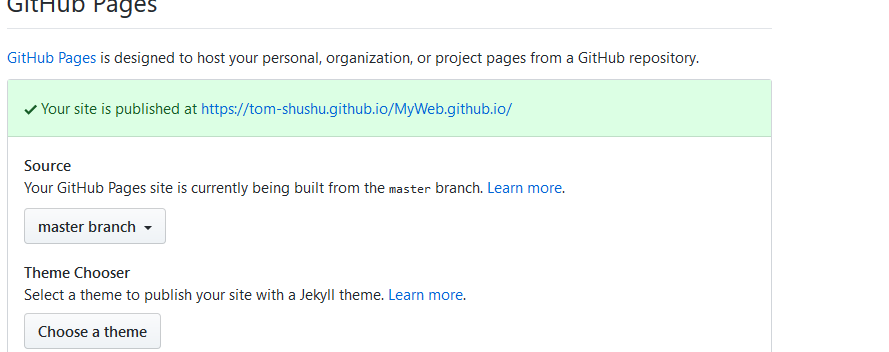 GitHub Pages
GitHub Pages is designed to host your personal, organization, or project pages from a GitHub repository.
Your site is published at https://tom-shushu.github.io/MyWeb.github.io/
Source
Your GitHub Pages site is currently being built from the master branch. Learn more.
master branch
Theme Chooser
Select a theme to publish your site with a Jekyll theme. Learn more.
Choose a theme